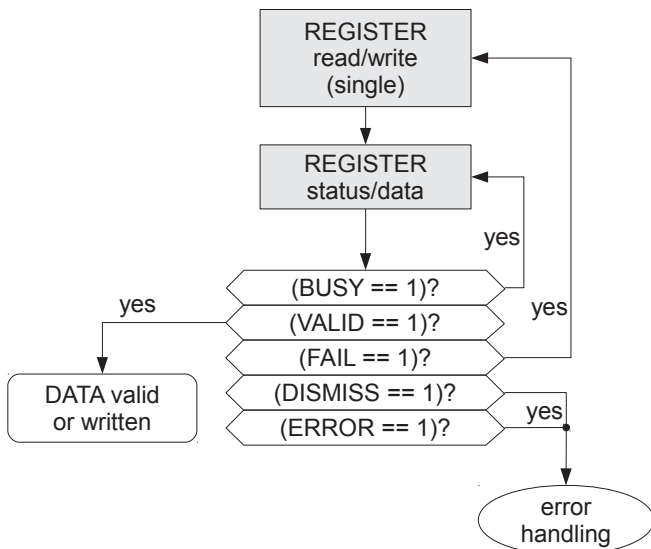 REGISTER
read/write
(single)
REGISTER
status/data
yes
(BUSY == 1)?
yes
(VALID == 1)?
yes
(FAIL == 1)?
(DISMISS == 1)?
yes
(ERROR == 1)?
DATA valid
or written
error
handling